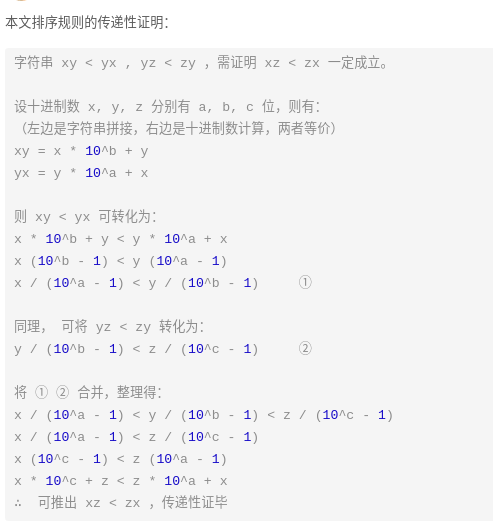 本文排序规则的传递性证明:
字符串 xy < yx , yz < zy ，需证明 xz < zx 一定成立。
设十进制数 x, y, z 分别有 a, b, c 位，则有：
（左边是字符串拼接，右边是十进制数计算，两者等价）
xy = x * 10^b + y
yx = y * 10^a + x
则 xy < yx 可转化为：
x * 10^b + y < y * 10^a + x
x (10^b - 1) < y (10^a - 1)
x / (10^a - 1) < y / (10^b - 1)     ①
同理， 可将 yz < zy 转化为：
y / (10^b - 1) < z / (10^c - 1)     ②
将 ① ② 合并，整理得：
x / (10^a - 1) < y / (10^b - 1) < z / (10^c - 1)
x / (10^a - 1) < z / (10^c - 1)
x (10^c - 1) < z (10^a - 1)
x * 10^c + z < z * 10^a + x
∴  可推出 xz < zx ，传递性证毕